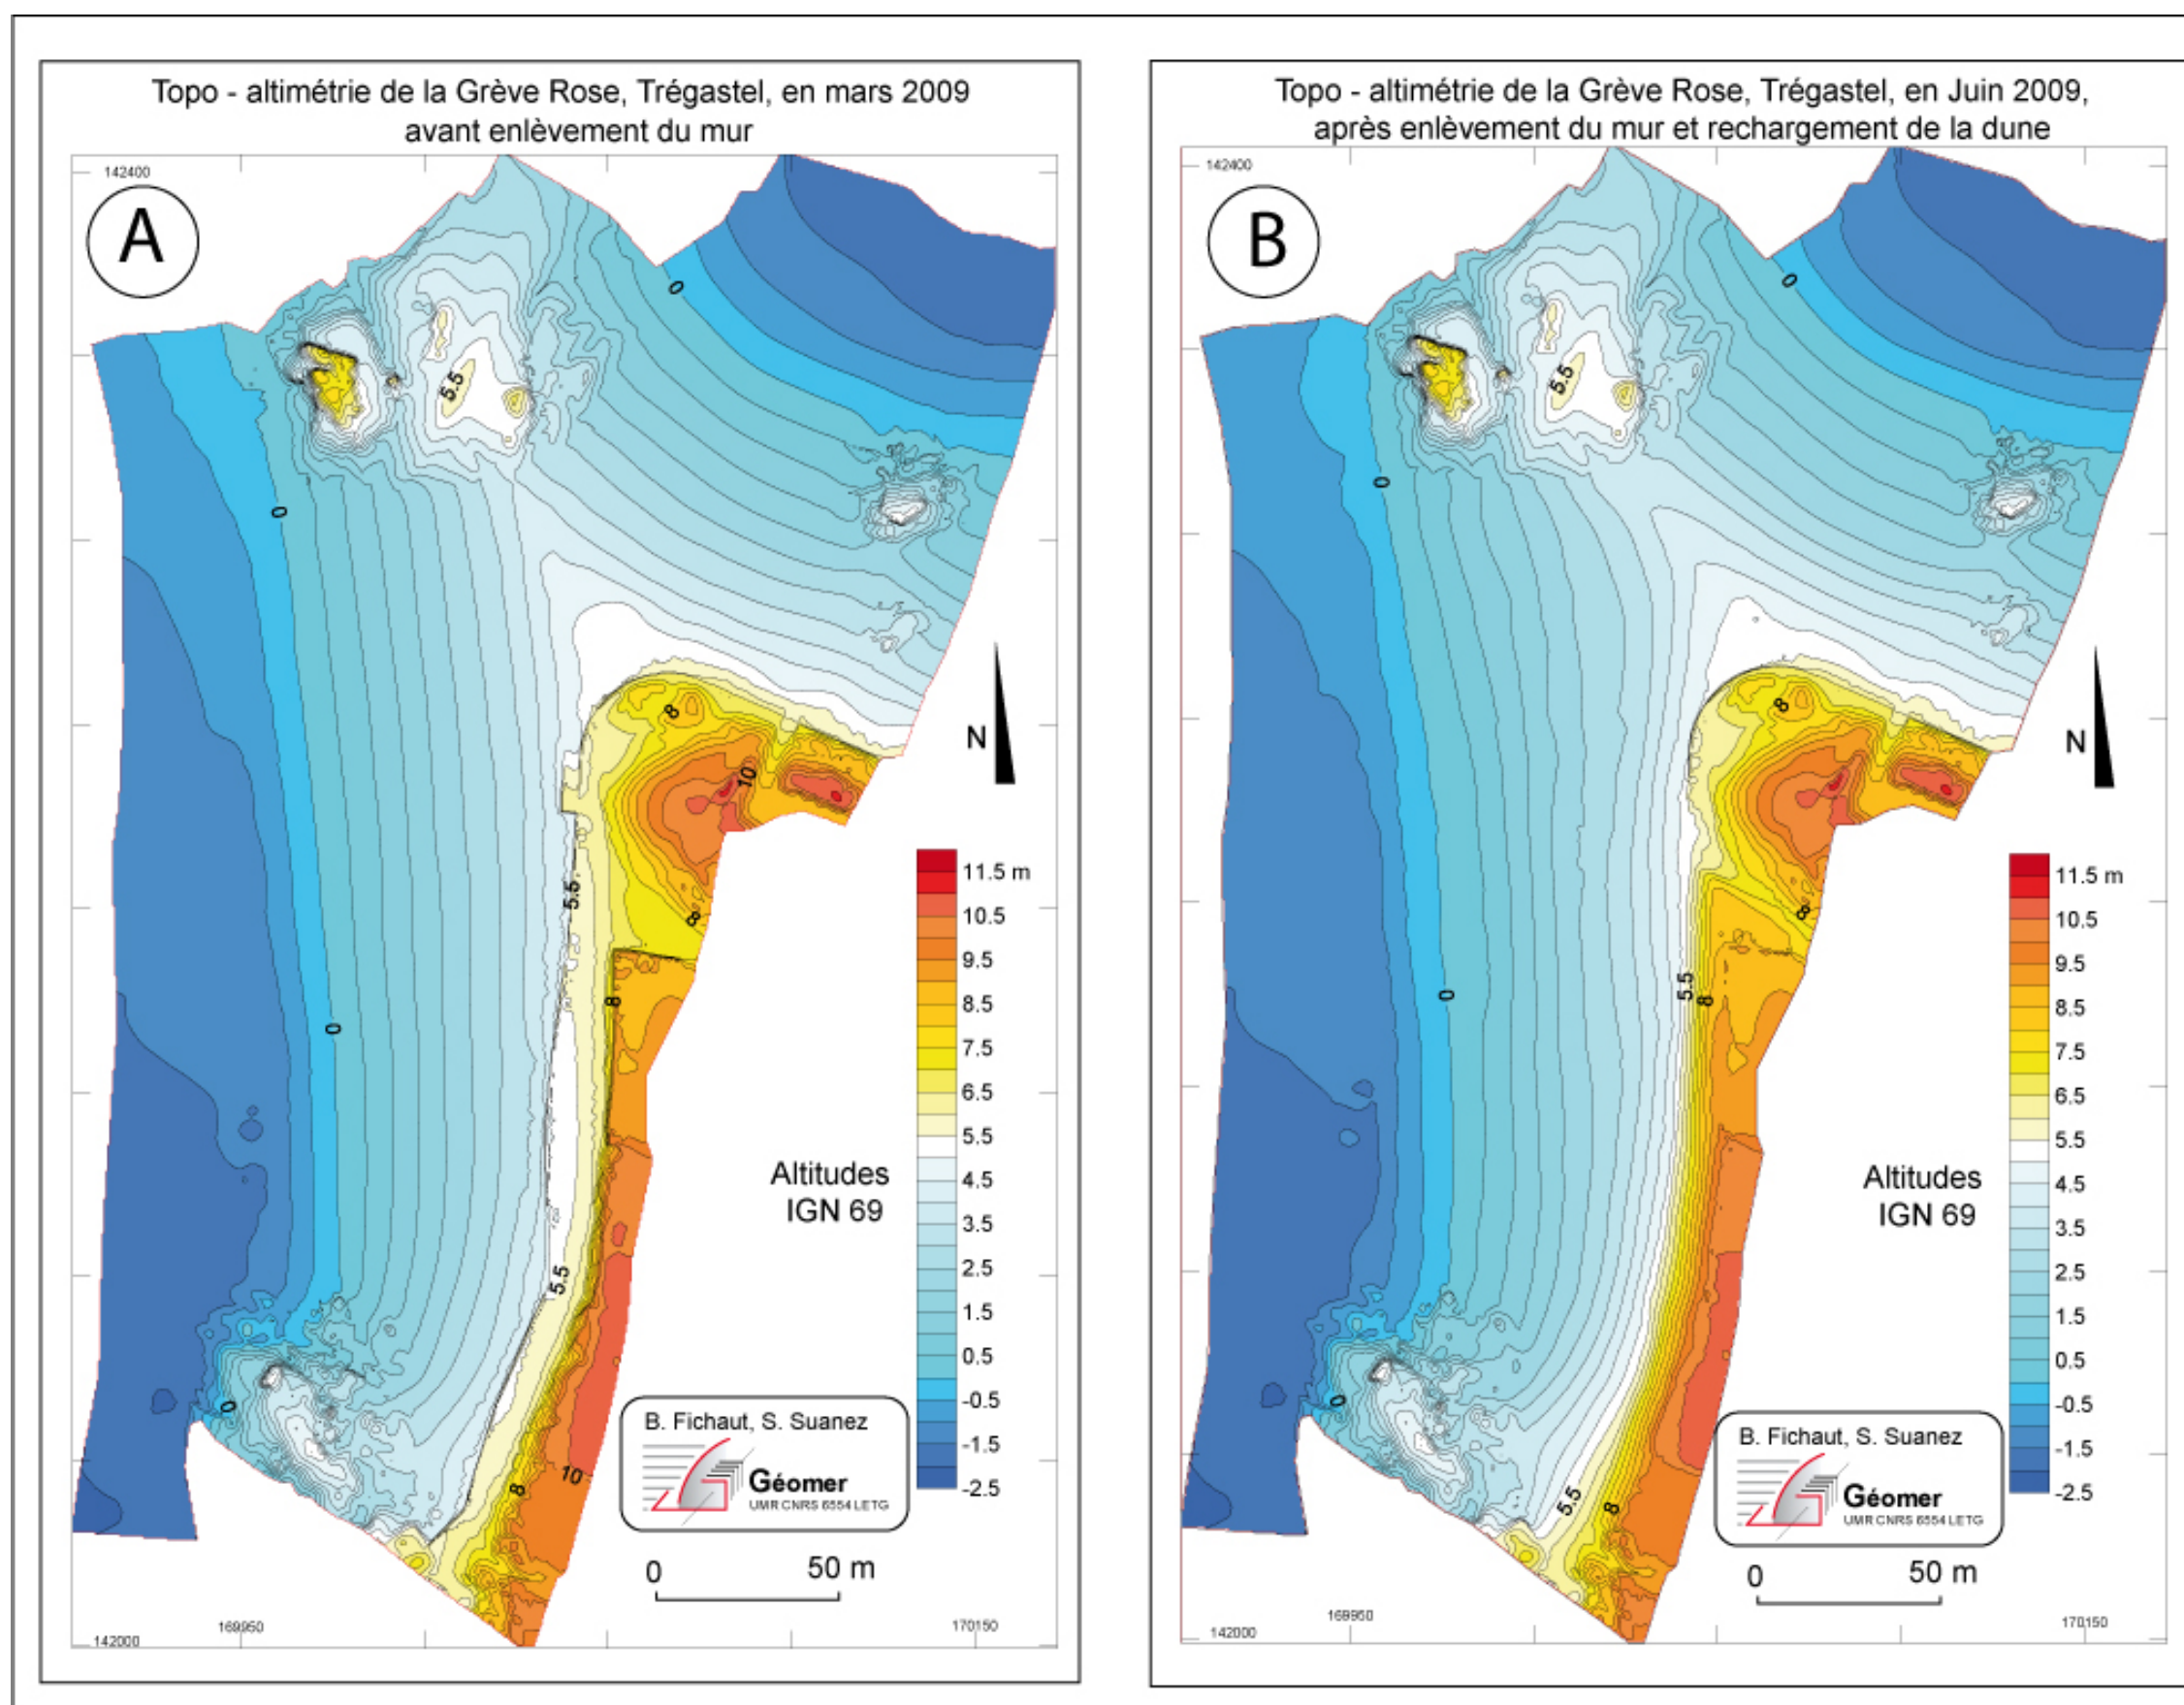 Topo - altimétrie de la Grève Rose, Trégastel, en mars 2009
avant enlèvement du mur
142400
A
0
5.5
0
8
10
5.5
8
8
0
5.5
0
10
8
N
11.5 m
10.5
9.5
8.5
7.5
6.5
5.5
4.5
3.5
2.5
1.5
0.5
-0.5
-1.5
-2.5
Altitudes
IGN 69
B. Fichaut, S. Suanez
Géomer
UMR CNRS 6554 LETG
0 50 m
169950
170150
142000
Topo - altimétrie de la Grève Rose, Trégastel, en Juin 2009,
après enlèvement du mur et rechargement de la dune
142400
B
0
5.5
0
8
8
5.5
8
0
0
5.5
8
N
11.5 m
10.5
9.5
8.5
7.5
6.5
5.5
4.5
3.5
2.5
1.5
0.5
-0.5
-1.5
-2.5
Altitudes
IGN 69
B. Fichaut, S. Suanez
Géomer
UMR CNRS 6554 LETG
0 50 m
169950
170150
142000